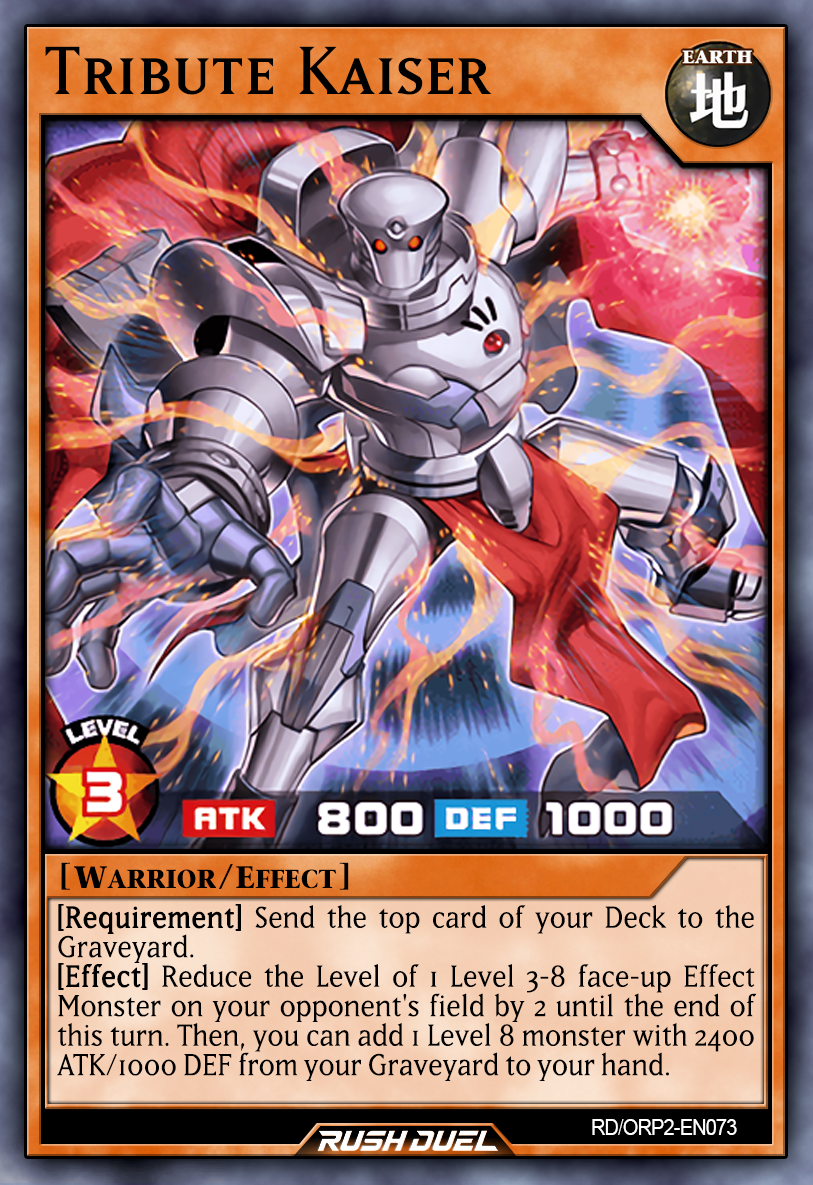 TRIBUTE KAISER
EARTH
地
LEVEL
3
ATK 800 DEF 1000
[WARRIOR/EFFECT]
[Requirement] Send the top card of your Deck to the
Graveyard.
[Effect] Reduce the Level of 1 Level 3-8 face-up Effect
Monster on your opponent's field by 2 until the end of
this turn. Then, you can add 1 Level 8 monster with 2400
ATK/1000 DEF from your Graveyard to your hand.
RD/ORP2-EN073
RUSH DUEL